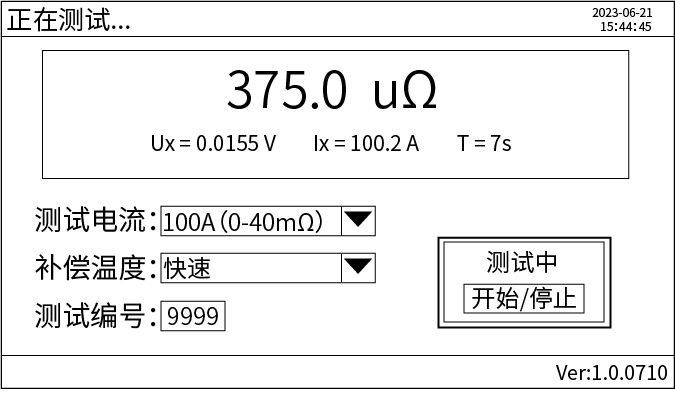 正在测试...
2023-06-21
15:44:45
375.0 uΩ
Ux = 0.0155 V Ix = 100.2 A T = 7s
测试电流：100A（0-40mΩ）
补偿温度：快速
测试编号：9999
测试中
开始/停止
Ver:1.0.0710